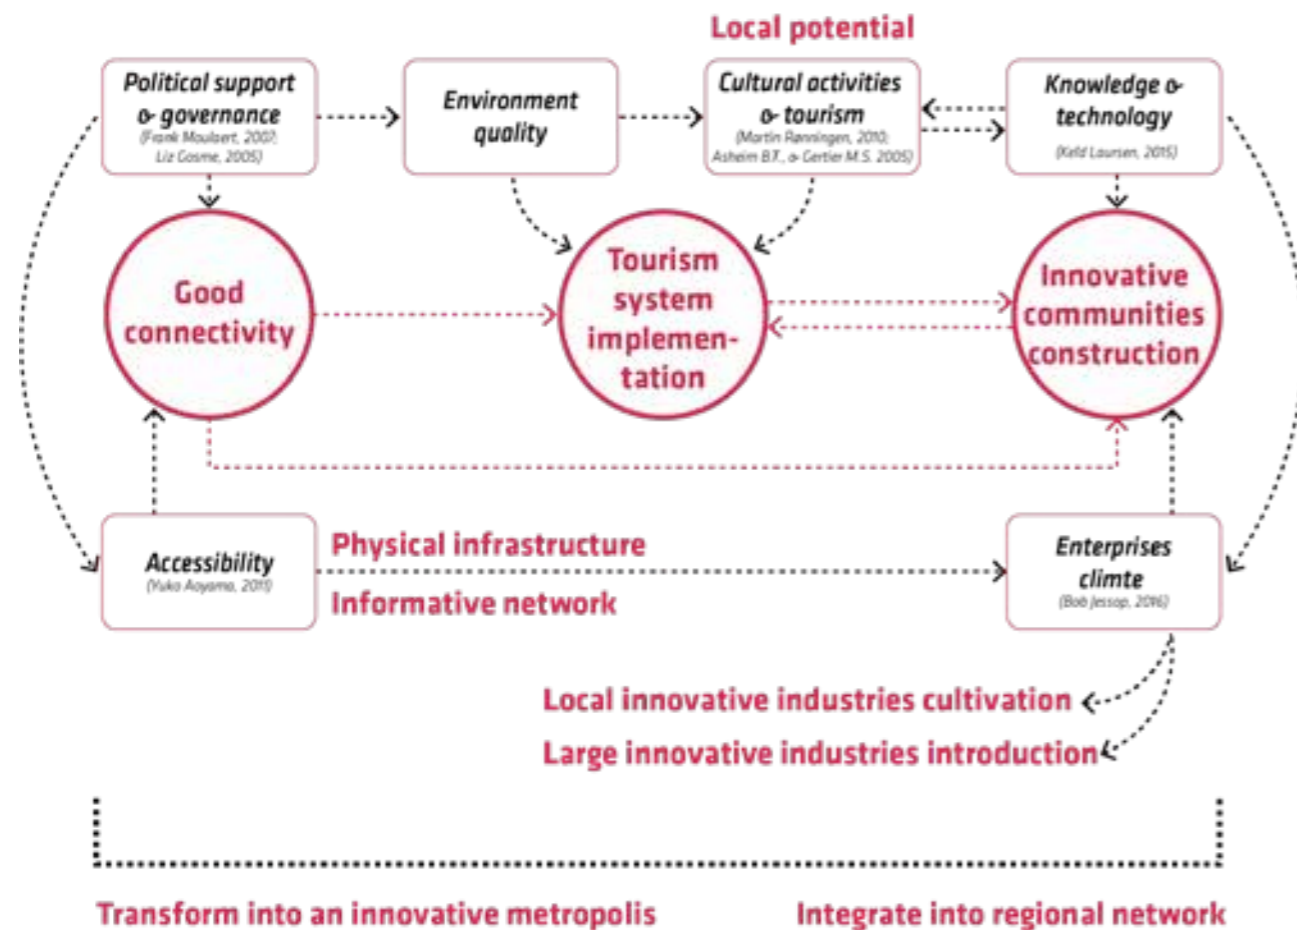 Local potential
Political support
& governance
(Frank Moulaert, 2007;
Liz Cosme, 2005)
Environment
quality
Cultural activities
& tourism
(Martin Rønningen, 2010;
Asheim B.T., & Gertler M.S. 2005)
Knowledge &
technology
(Keld Laursen, 2015)
Good
connectivity
Tourism
system
implemen-
tation
Innovative
communities
construction
Accessibility
(Yuko Aoyama, 2011)
Physical infrastructure
Informative network
Enterprises
climte
(Bob Jessop, 2016)
Local innovative industries cultivation
Large innovative industries introduction
Transform into an innovative metropolis
Integrate into regional network